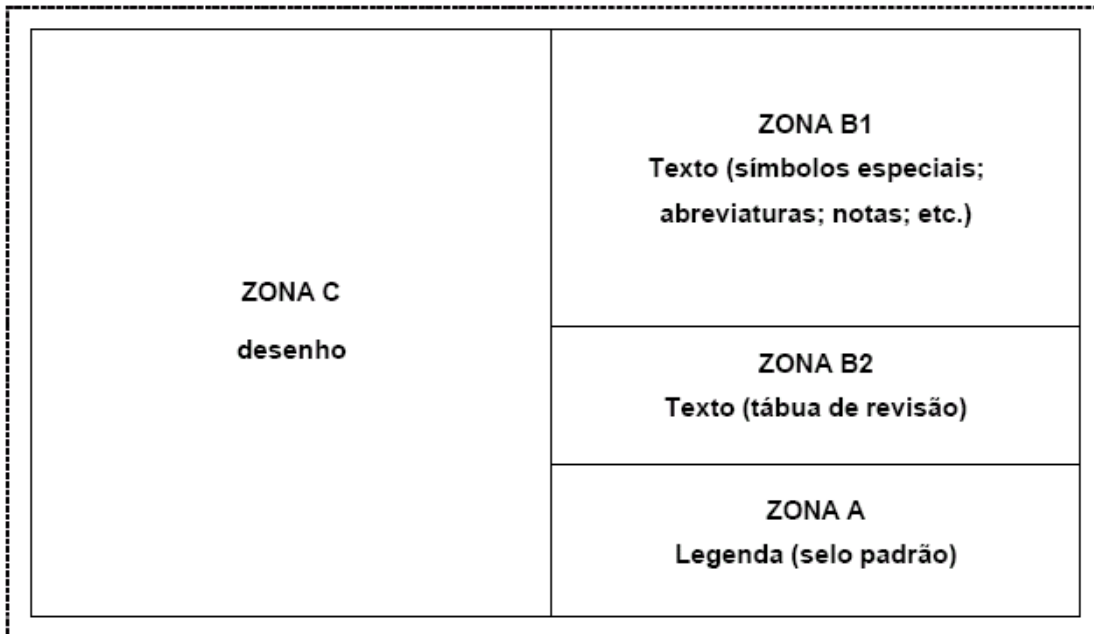 ZONA C
desenho
ZONA B1
Texto (símbolos especiais;
abreviaturas; notas; etc.)
ZONA B2
Texto (tábua de revisão)
ZONA A
Legenda (selo padrão)